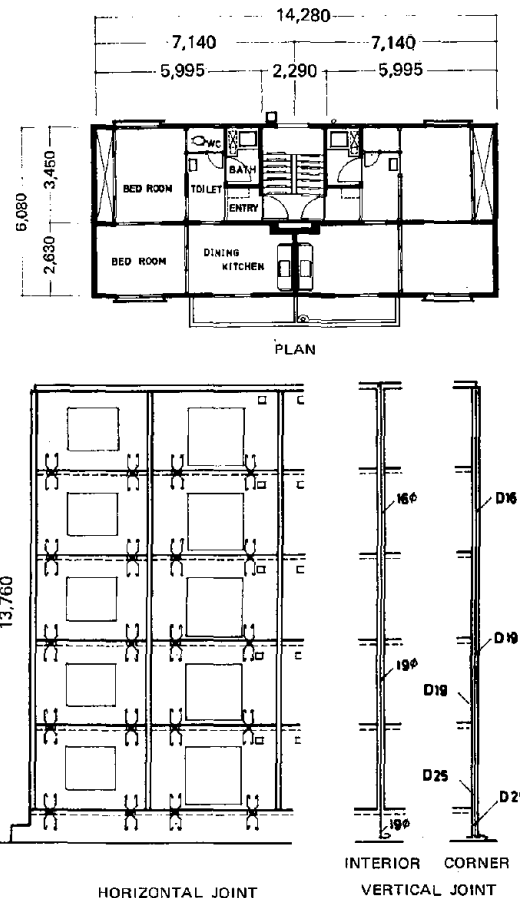 14,280
7,140 7,140
5,995 2,290 5,995
6,080
3,450
2,630
WC
BATH
BED ROOM TOILET
ENTRY
BED ROOM DINING
KITCHEN
PLAN
13,760
16φ D16
19φ D19
D19
D25
19φ
INTERIOR CORNER
HORIZONTAL JOINT VERTICAL JOINT